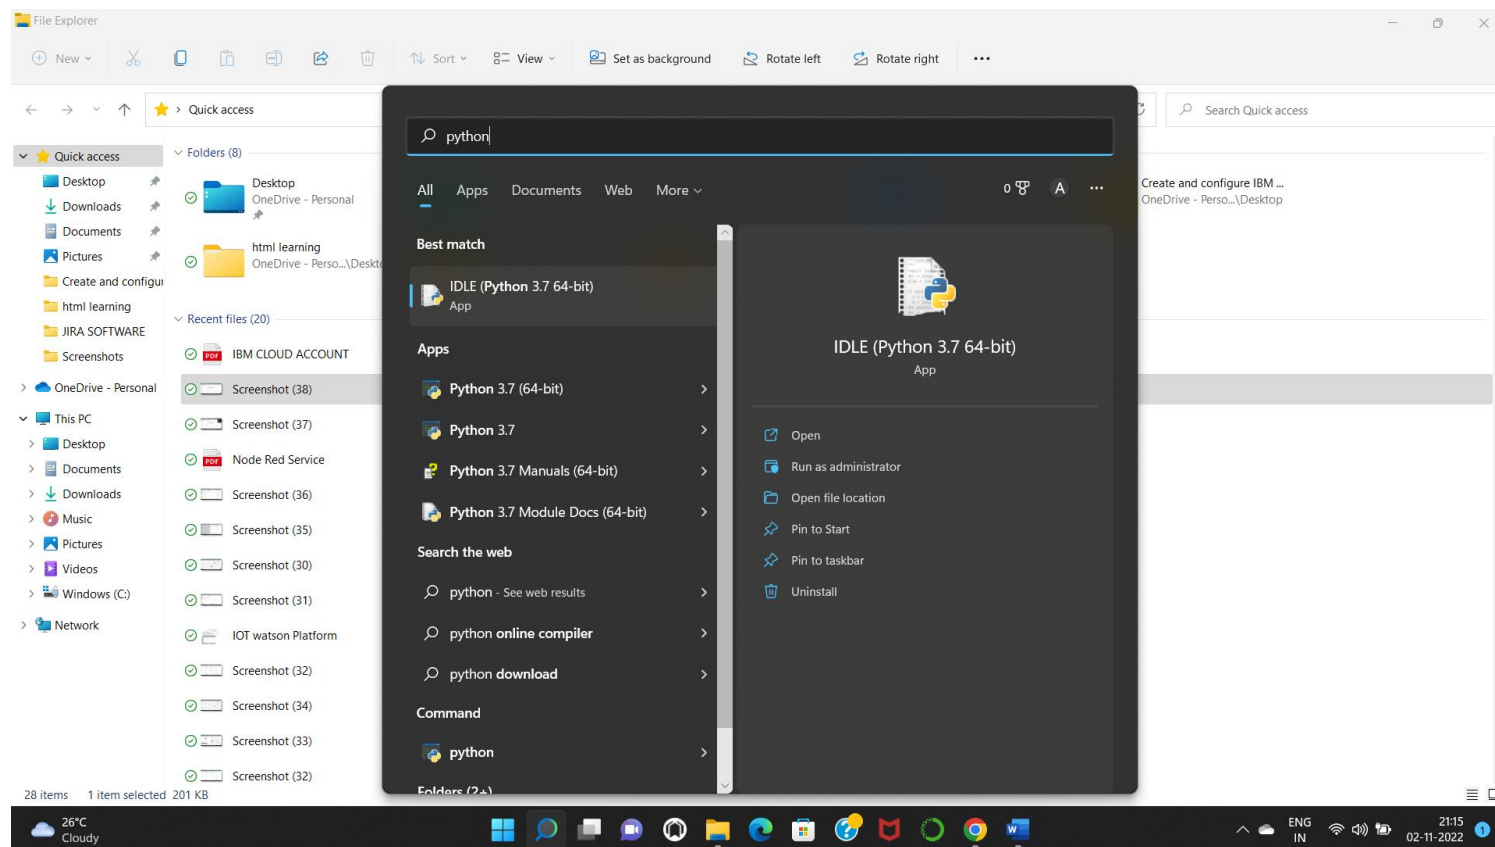 File Explorer
New
Sort
View
Set as background
Rotate left
Rotate right
Quick access
Search Quick access
Quick access
Desktop
Downloads
Documents
Pictures
Create and configur
html learning
JIRA SOFTWARE
Screenshots
OneDrive - Personal
This PC
Desktop
Documents
Downloads
Music
Pictures
Videos
Windows (C:)
Network
Folders (8)
Desktop
OneDrive - Personal
html learning
OneDrive - Perso...\Deskto
Create and configure IBM ...
OneDrive - Perso...\Desktop
Recent files (20)
IBM CLOUD ACCOUNT
Screenshot (38)
Screenshot (37)
Node Red Service
Screenshot (36)
Screenshot (35)
Screenshot (30)
Screenshot (31)
IOT watson Platform
Screenshot (32)
Screenshot (34)
Screenshot (33)
Screenshot (32)
python
All Apps Documents Web More
0
A
Best match
IDLE (Python 3.7 64-bit)
App
Apps
Python 3.7 (64-bit)
Python 3.7
Python 3.7 Manuals (64-bit)
Python 3.7 Module Docs (64-bit)
Search the web
python - See web results
python online compiler
python download
Command
python
Folders (2+)
IDLE (Python 3.7 64-bit)
App
Open
Run as administrator
Open file location
Pin to Start
Pin to taskbar
Uninstall
28 items 1 item selected 201 KB
26°C
Cloudy
ENG
IN
21:15
02-11-2022
1